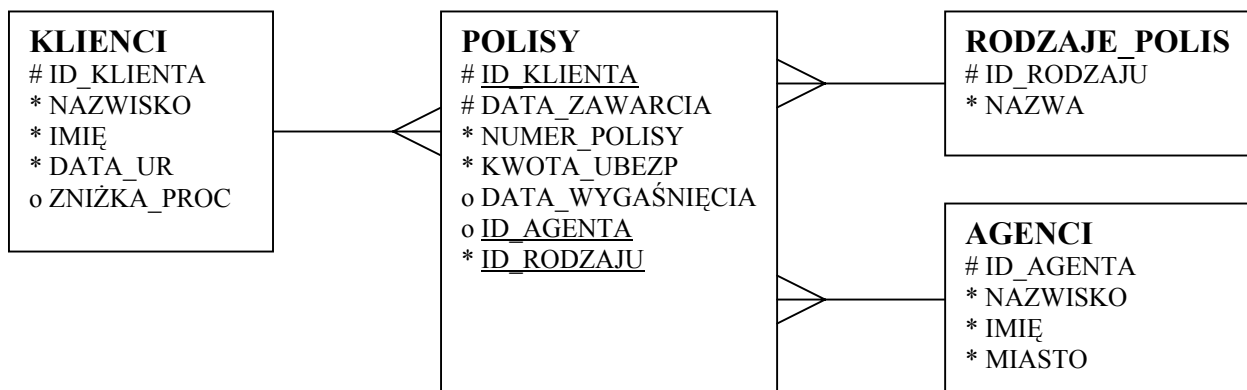 KLIENCI
# ID_KLIENTA
* NAZWISKO
* IMIĘ
* DATA_UR
o ZNIŻKA_PROC
POLISY
# ID_KLIENTA
# DATA_ZAWARCIA
* NUMER_POLISY
* KWOTA_UBEZP
o DATA_WYGAŚNIĘCIA
o ID_AGENTA
* ID_RODZAJU
RODZAJE_POLIS
# ID_RODZAJU
* NAZWA
AGENCI
# ID_AGENTA
* NAZWISKO
* IMIĘ
* MIASTO